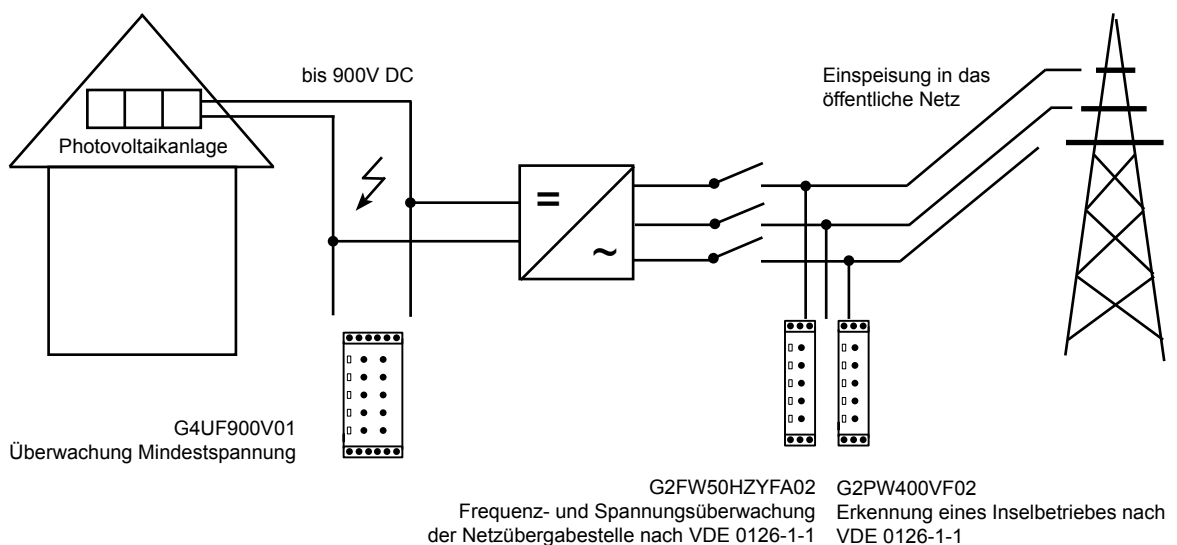 bis 900V DC
Einspeisung in das
öffentliche Netz
Photovoltaikanlage
=
~
G4UF900V01
Überwachung Mindestspannung
G2FW50HZYFA02
Frequenz- und Spannungsüberwachung
der Netzübergabestelle nach VDE 0126-1-1
G2PW400VF02
Erkennung eines Inselbetriebes nach
VDE 0126-1-1